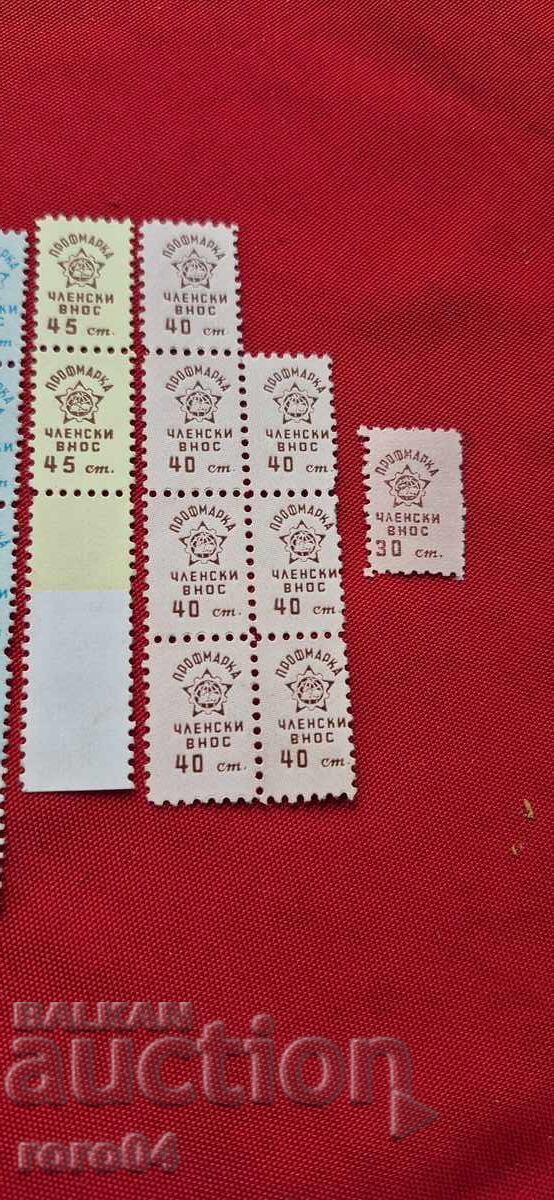 ПРОФМАРКА
ЧЛЕНСКИ
ВНОС
45 ст.
ПРОФМАРКА
ЧЛЕНСКИ
ВНОС
45 ст.
ПРОФМАРКА
ЧЛЕНСКИ
ВНОС
40 ст.
ПРОФМАРКА
ЧЛЕНСКИ
ВНОС
40 ст.
ПРОФМАРКА
ЧЛЕНСКИ
ВНОС
40 ст.
ПРОФМАРКА
ЧЛЕНСКИ
ВНОС
40 ст.
ПРОФМАРКА
ЧЛЕНСКИ
ВНОС
40 ст.
ПРОФМАРКА
ЧЛЕНСКИ
ВНОС
40 ст.
ПРОФМАРКА
ЧЛЕНСКИ
ВНОС
40 ст.
ПРОФМАРКА
ЧЛЕНСКИ
ВНОС
30 ст.
BALKAN
auction
roro04